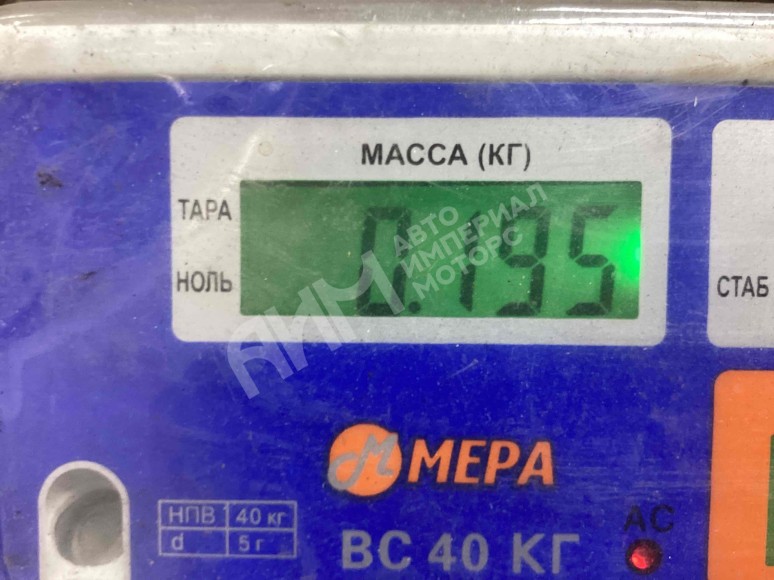 МАССА (КГ)
ТАРА
0.195
НОЛЬ
СТАБ
АИМ
АВТО
ИМПЕРИАЛ
МОТОРС
М МЕРА
НПВ 40 кг
d 5 г
ВС 40 КГ
АС